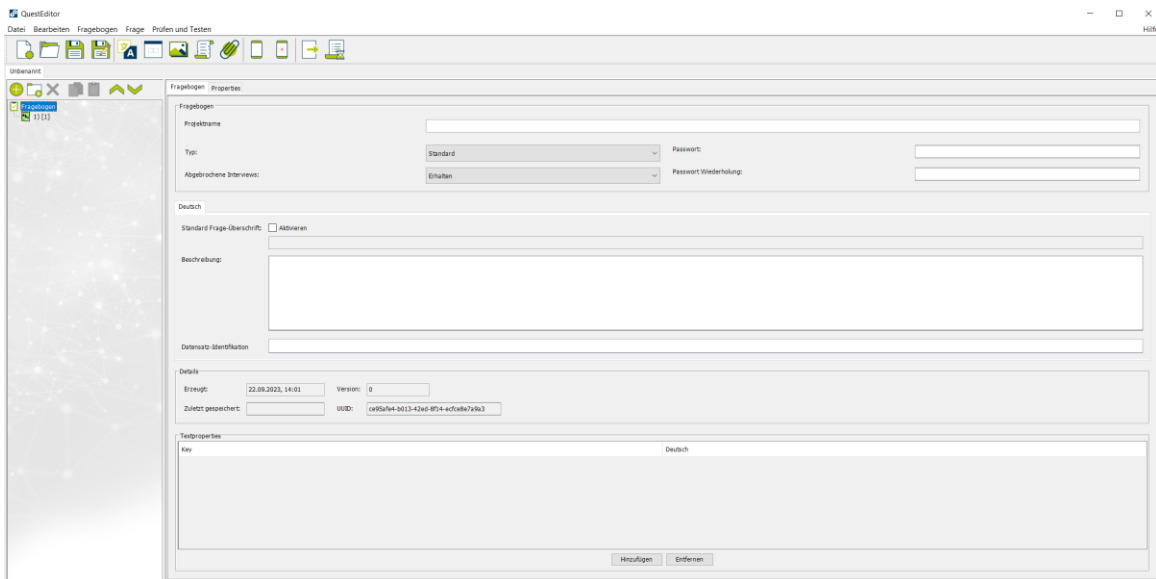 QuestEditor
Datei Bearbeiten Fragebogen Frage Prüfen und Testen Hilfe
Unbenannt
Fragebogen Properties
Fragebogen
1) [1]
Fragebogen
Projektname
Typ: Standard Passwort:
Abgebrochene Interviews: Erhalten Passwort Wiederholung:
Deutsch
Standard Frage-Überschrift: Aktivieren
Beschreibung:
Datensatz-Identifikation
Details
Erzeugt: 22.09.2023, 14:01 Version: 0
Zuletzt gespeichert: UUID: ce95afe4-b013-42ed-8f14-ecfce8e7a9a3
Textproperties
Key Deutsch
Hinzufügen Entfernen